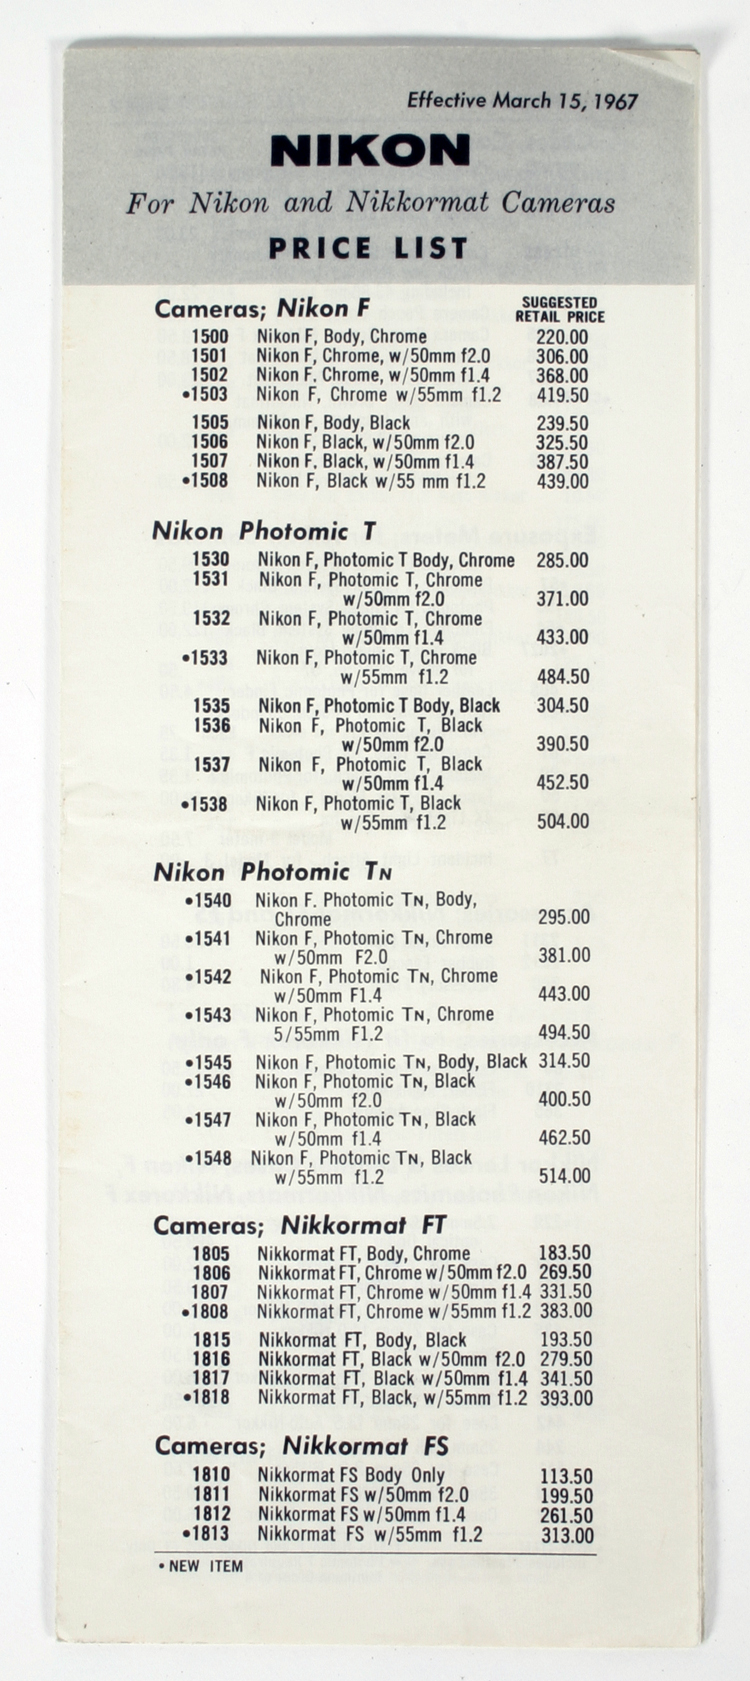 Effective March 15, 1967
NIKON
For Nikon and Nikkormat Cameras
PRICE LIST
Cameras; Nikon F SUGGESTED RETAIL PRICE
1500 Nikon F, Body, Chrome 220.00
1501 Nikon F, Chrome, w/50mm f2.0 306.00
1502 Nikon F. Chrome, w/50mm f1.4 368.00
•1503 Nikon F, Chrome w/55mm f1.2 419.50
1505 Nikon F, Body, Black 239.50
1506 Nikon F, Black, w/50mm f2.0 325.50
1507 Nikon F, Black, w/50mm f1.4 387.50
•1508 Nikon F, Black w/55 mm f1.2 439.00
Nikon Photomic T
1530 Nikon F, Photomic T Body, Chrome 285.00
1531 Nikon F, Photomic T, Chrome
w/50mm f2.0 371.00
1532 Nikon F, Photomic T, Chrome
w/50mm f1.4 433.00
•1533 Nikon F, Photomic T, Chrome
w/55mm f1.2 484.50
1535 Nikon F, Photomic T Body, Black 304.50
1536 Nikon F, Photomic T, Black
w/50mm f2.0 390.50
1537 Nikon F, Photomic T, Black
w/50mm f1.4 452.50
•1538 Nikon F, Photomic T, Black
w/55mm f1.2 504.00
Nikon Photomic TN
•1540 Nikon F. Photomic TN, Body,
Chrome 295.00
•1541 Nikon F, Photomic TN, Chrome
w/50mm F2.0 381.00
•1542 Nikon F, Photomic TN, Chrome
w/50mm F1.4 443.00
•1543 Nikon F, Photomic TN, Chrome
5/55mm F1.2 494.50
•1545 Nikon F, Photomic TN, Body, Black 314.50
•1546 Nikon F, Photomic TN, Black
w/50mm f2.0 400.50
•1547 Nikon F, Photomic TN, Black
w/50mm f1.4 462.50
•1548 Nikon F, Photomic TN, Black
w/55mm f1.2 514.00
Cameras; Nikkormat FT
1805 Nikkormat FT, Body, Chrome 183.50
1806 Nikkormat FT, Chrome w/50mm f2.0 269.50
1807 Nikkormat FT, Chrome w/50mm f1.4 331.50
•1808 Nikkormat FT, Chrome w/55mm f1.2 383.00
1815 Nikkormat FT, Body, Black 193.50
1816 Nikkormat FT, Black w/50mm f2.0 279.50
1817 Nikkormat FT, Black w/50mm f1.4 341.50
•1818 Nikkormat FT, Black, w/55mm f1.2 393.00
Cameras; Nikkormat FS
1810 Nikkormat FS Body Only 113.50
1811 Nikkormat FS w/50mm f2.0 199.50
1812 Nikkormat FS w/50mm f1.4 261.50
•1813 Nikkormat FS w/55mm f1.2 313.00
• NEW ITEM